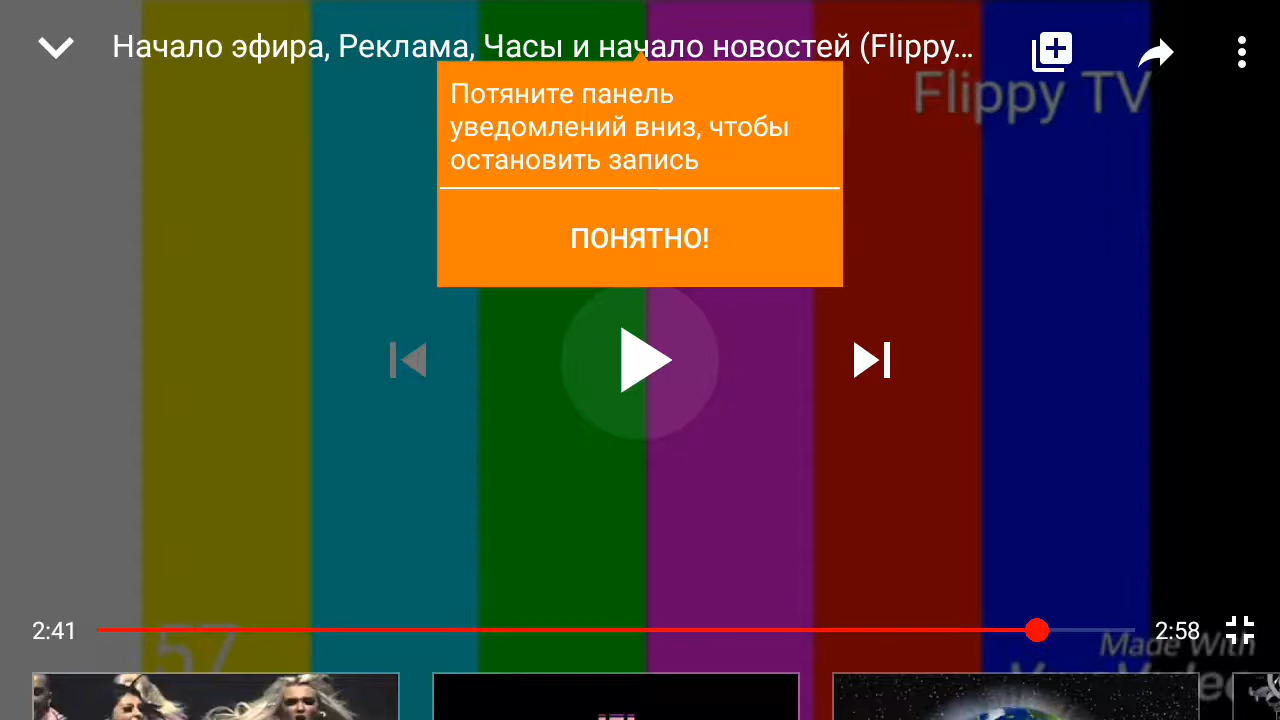 Начало эфира, Реклама, Часы и начало новостей (Flippy...
Flippy TV
Потяните панель
уведомлений вниз, чтобы
остановить запись
ПОНЯТНО!
2:41
2:58
57
Made With